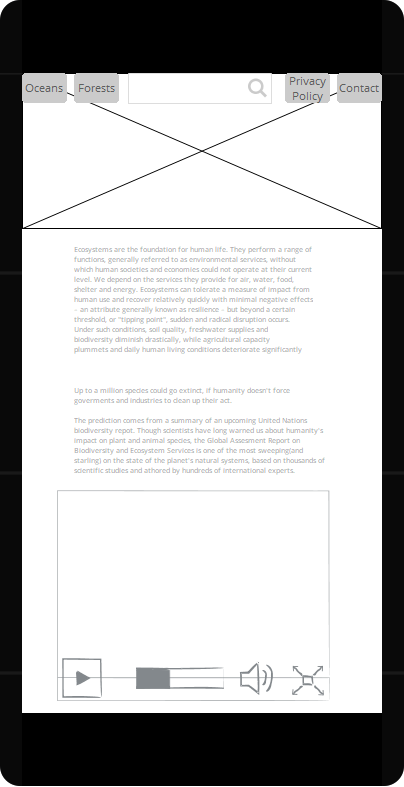 Oceans Forests Privacy Policy Contact
Ecosystems are the foundation for human life. They perform a range of
functions, generally referred to as environmental services, without
which human societies and economies could not operate at their current
level. We depend on the services they provide for air, water, food,
shelter and energy. Ecosystems can tolerate a measure of impact from
human use and recover relatively quickly with minimal negative effects
- an attribute generally known as resilience - but beyond a certain
threshold, or "tipping point", sudden and radical disruption occurs.
Under such conditions, soil quality, freshwater supplies and
biodiversity diminish drastically, while agricultural capacity
plummets and daily human living conditions deteriorate significantly
Up to a million species could go extinct, if humanity doesn't force
goverments and industries to clean up their act.
The prediction comes from a summary of an upcoming United Nations
biodiversity repot. Though scientists have long warned us about humanity's
impact on plant and animal species, the Global Assesment Report on
Biodiversity and Ecosystem Services is one of the most sweeping(and
starling) on the state of the planet's natural systems, based on thousands of
scientific studies and athored by hundreds of international experts.